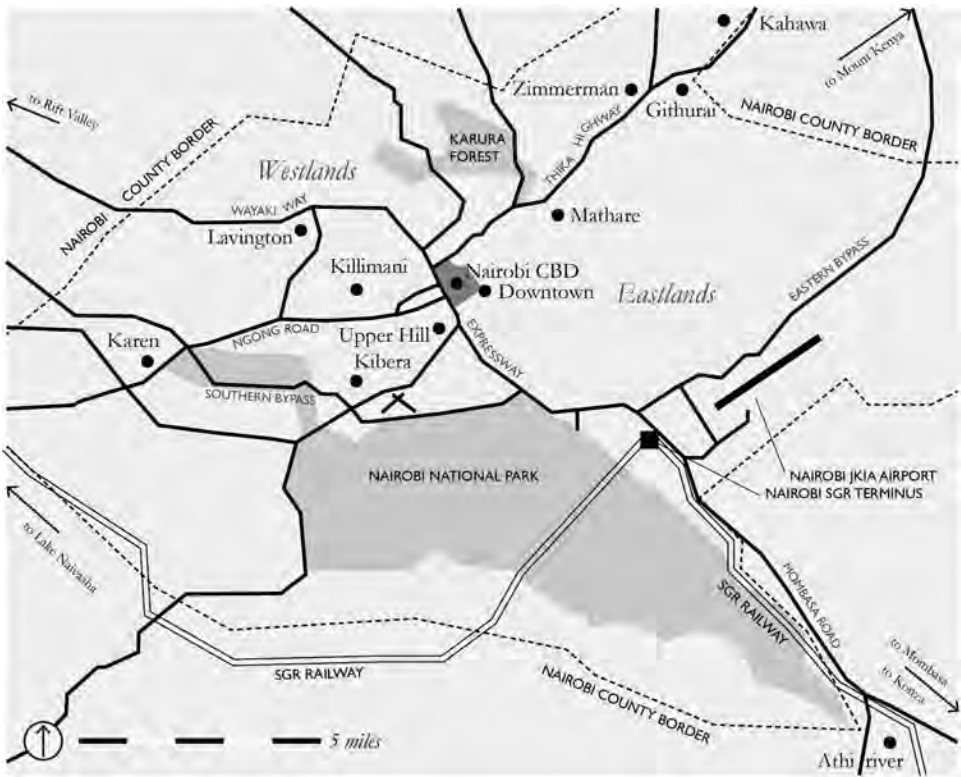 Kahawa
to Mount Kenya
Zimmerman
Githurai
to Rift Valley
NAIROBI COUNTY BORDER
THIKA HIGHWAY
KARURA
FOREST
NAIROBI COUNTY BORDER
Westlands
WAYAKI WAY
Lavington
Mathare
Killimani
Nairobi CBD
Downtown
Eastlands
EASTERN BYPASS
NGONG ROAD
Upper Hill
EXPRESSWAY
Karen
Kibera
SOUTHERN BYPASS
NAIROBI NATIONAL PARK
NAIROBI JKIA AIRPORT
NAIROBI SGR TERMINUS
to Lake Naivasha
MOMBASA ROAD
SGR RAILWAY
SGR RAILWAY
to Mombasa
to Konza
NAIROBI COUNTY BORDER
5 miles
Athi river